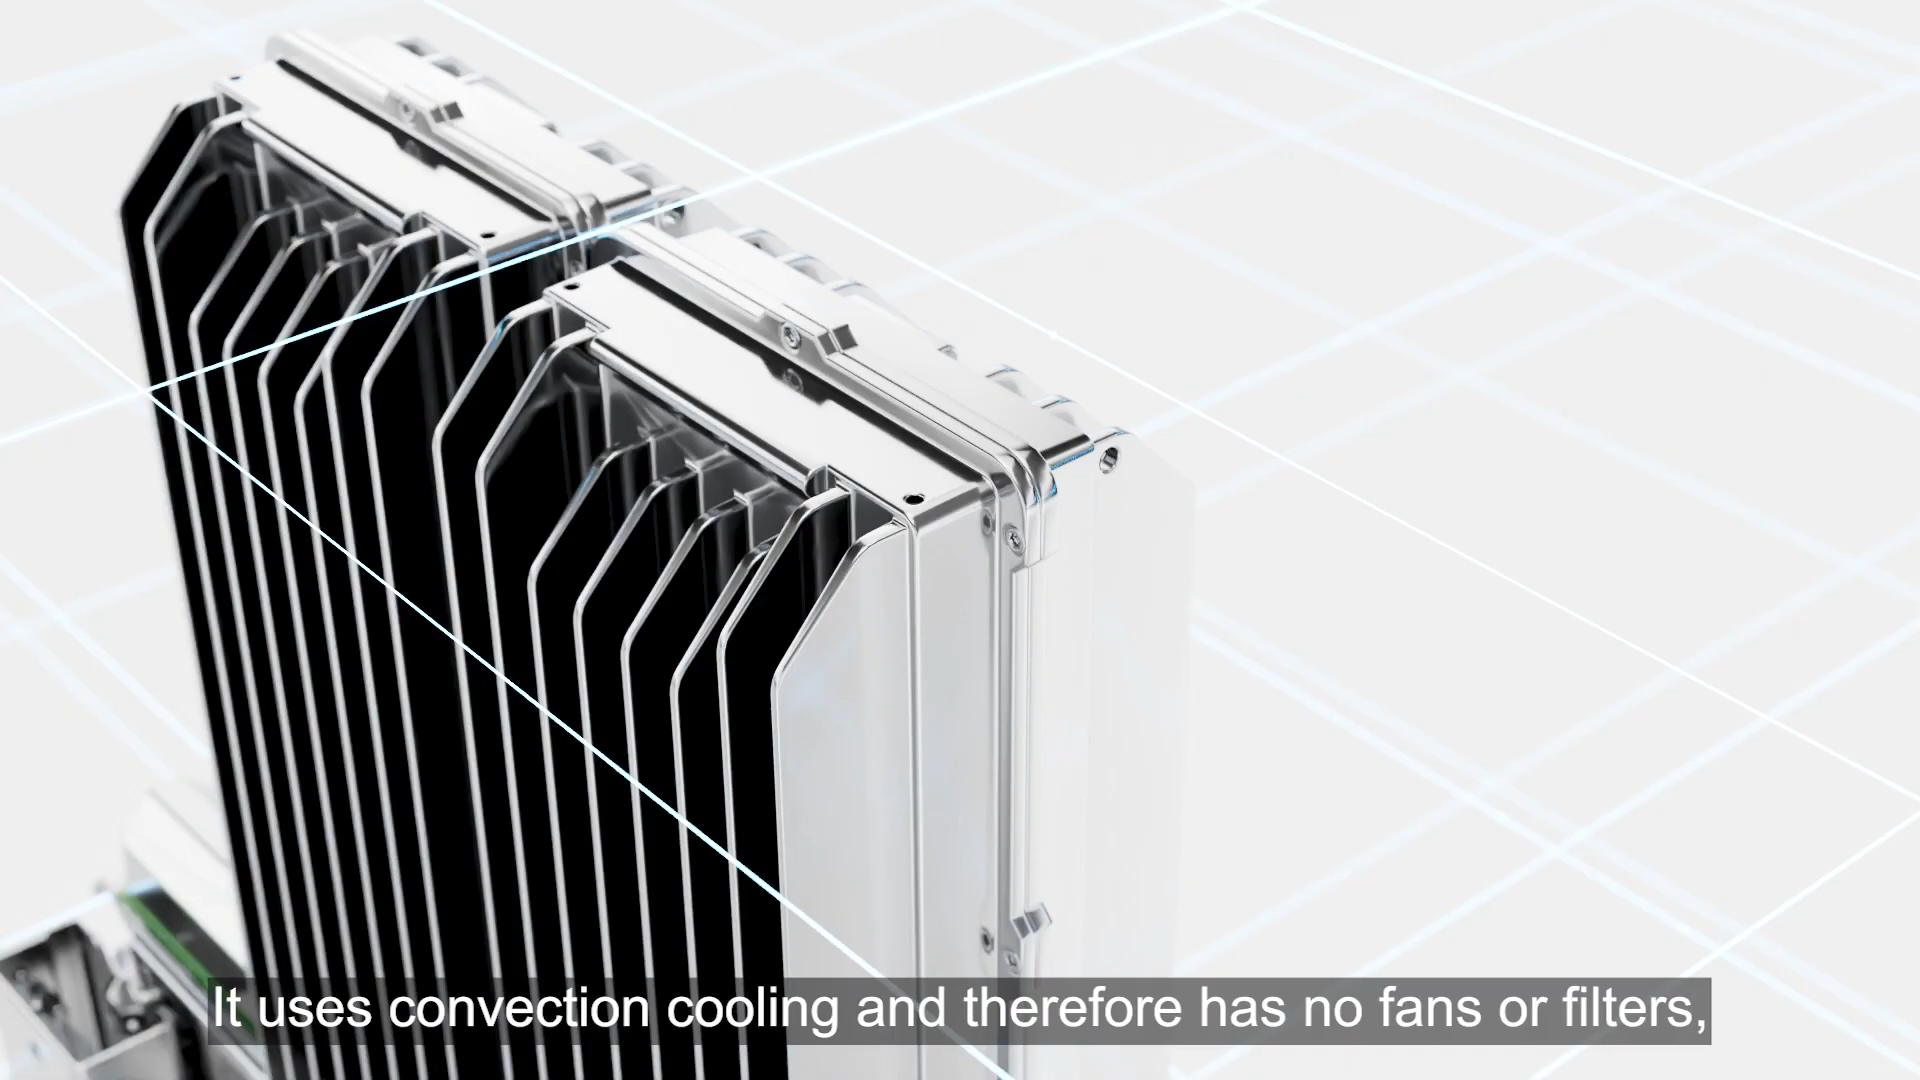 It uses convection cooling and therefore has no fans or filters,